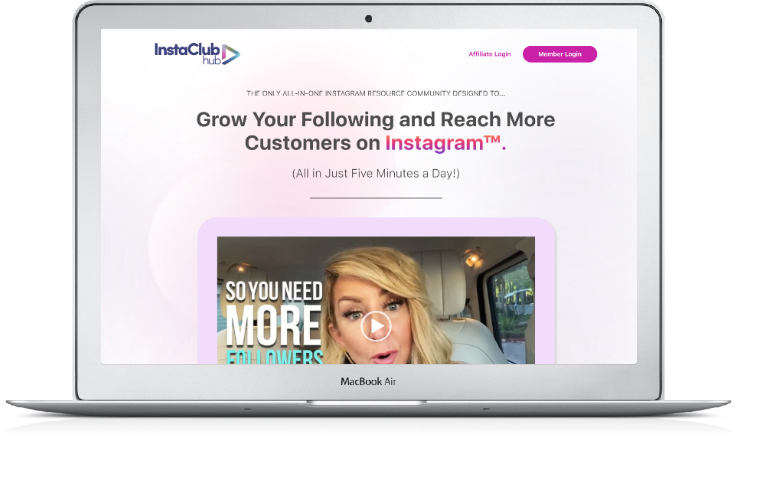 InstaClub
hub
Affiliate Login
Member Login
THE ONLY ALL-IN-ONE INSTAGRAM RESOURCE COMMUNITY DESIGNED TO...
Grow Your Following and Reach More
Customers on Instagram™.
(All in Just Five Minutes a Day!)
SO YOU NEED
MORE
FOLLOWERS
MacBook Air